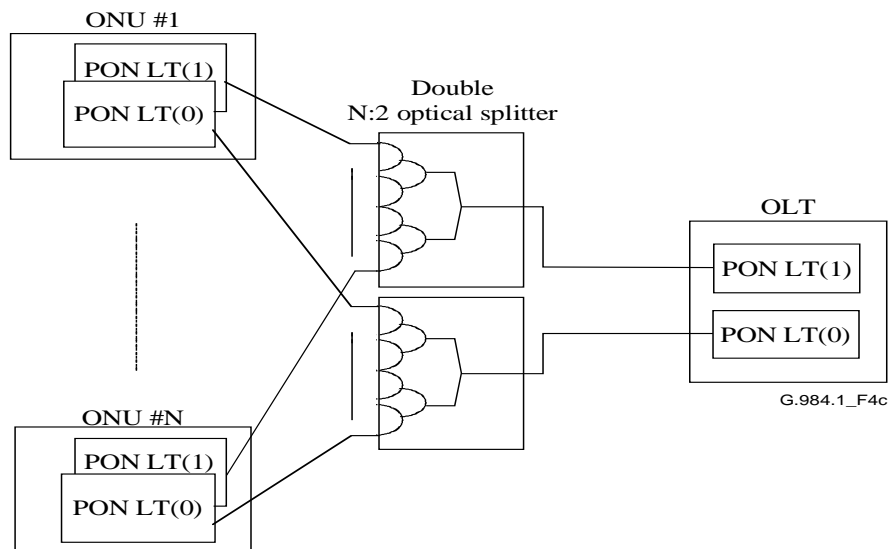 ONU #1
PON LT(1)
PON LT(0)
Double
N:2 optical splitter
OLT
PON LT(1)
PON LT(0)
G.984.1_F4c
ONU #N
PON LT(1)
PON LT(0)